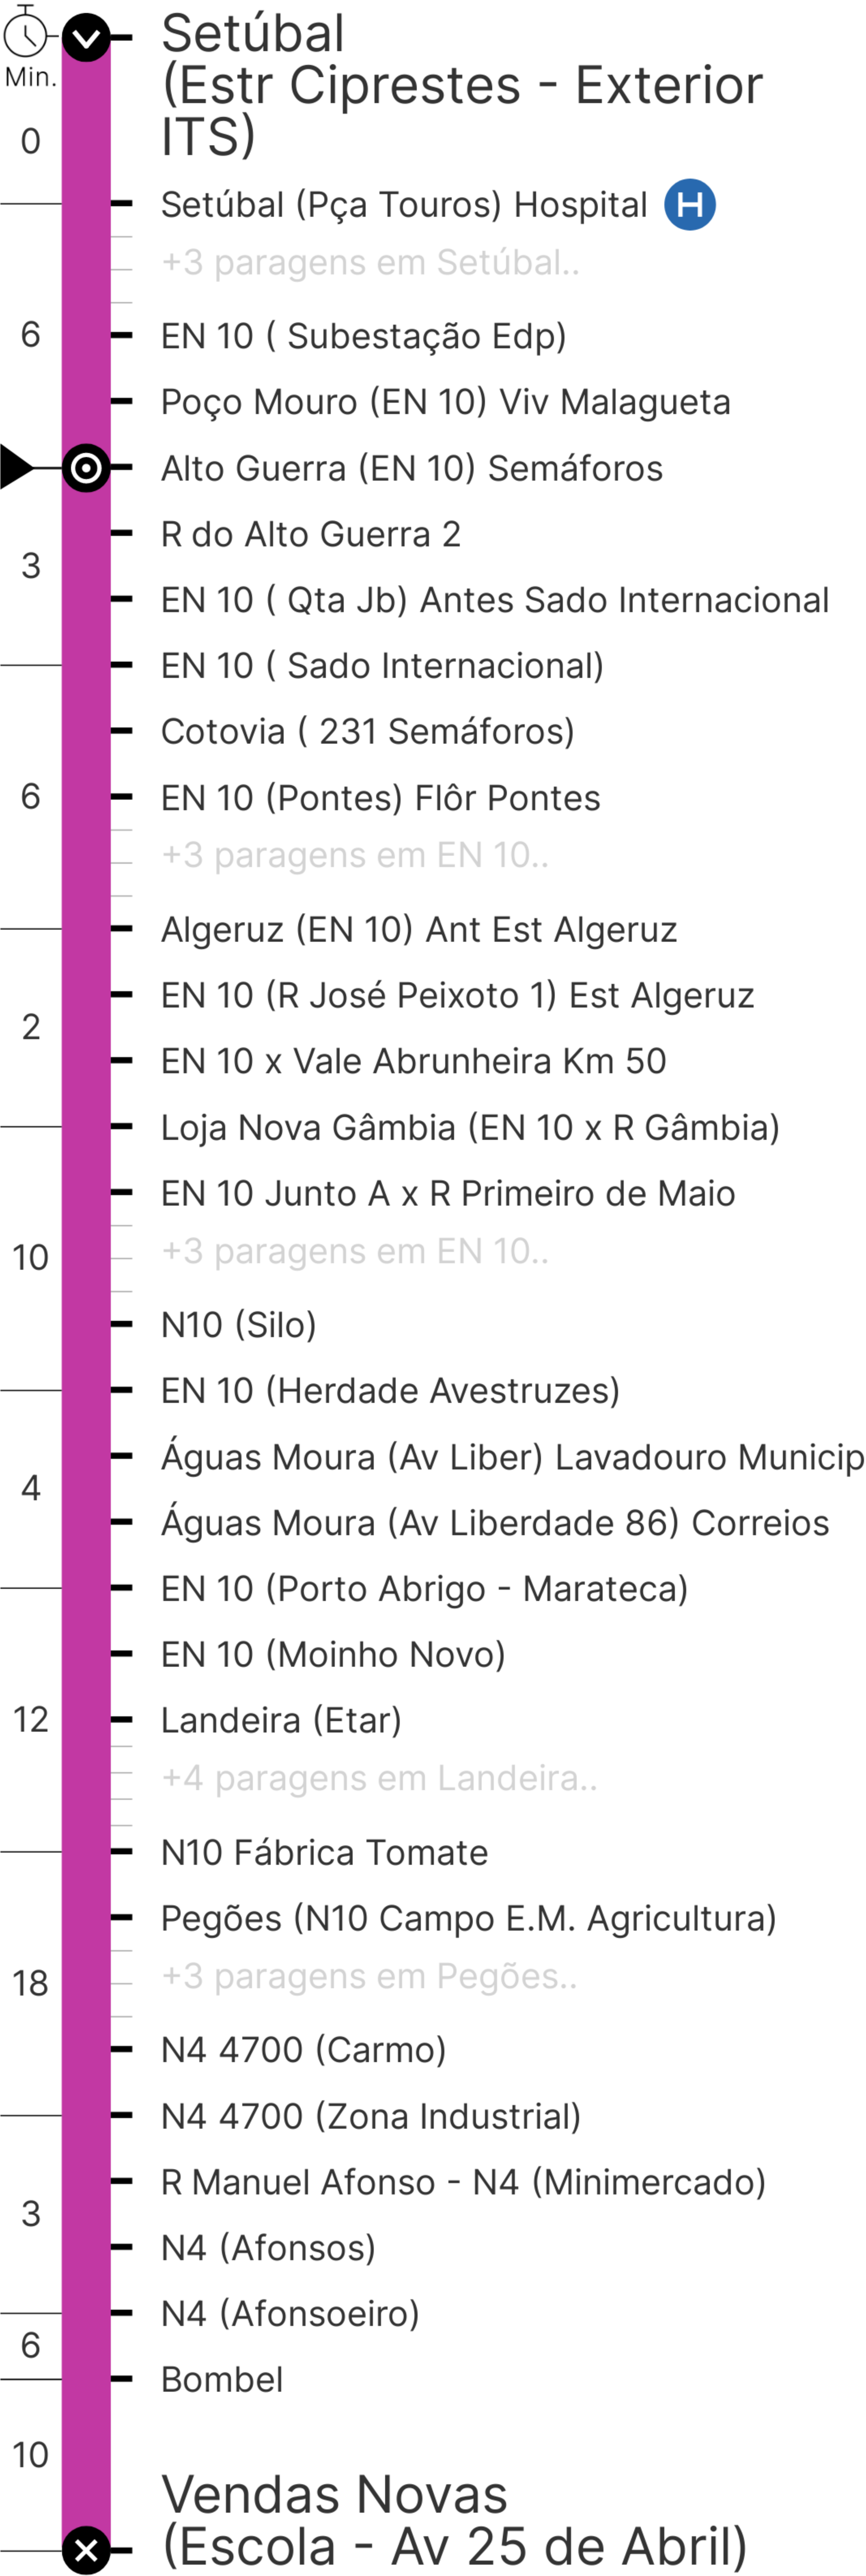 Setúbal
(Estr Ciprestes - Exterior
ITS)
Min.
0
Setúbal (Pça Touros) Hospital H
+3 paragens em Setúbal..
6
EN 10 ( Subestação Edp)
Poço Mouro (EN 10) Viv Malagueta
Alto Guerra (EN 10) Semáforos
R do Alto Guerra 2
3
EN 10 ( Qta Jb) Antes Sado Internacional
EN 10 ( Sado Internacional)
Cotovia ( 231 Semáforos)
6
EN 10 (Pontes) Flôr Pontes
+3 paragens em EN 10..
Algeruz (EN 10) Ant Est Algeruz
EN 10 (R José Peixoto 1) Est Algeruz
2
EN 10 x Vale Abrunheira Km 50
Loja Nova Gâmbia (EN 10 x R Gâmbia)
EN 10 Junto A x R Primeiro de Maio
+3 paragens em EN 10..
10
N10 (Silo)
EN 10 (Herdade Avestruzes)
Águas Moura (Av Liber) Lavadouro Municip
4
Águas Moura (Av Liberdade 86) Correios
EN 10 (Porto Abrigo - Marateca)
EN 10 (Moinho Novo)
12
Landeira (Etar)
+4 paragens em Landeira..
N10 Fábrica Tomate
Pegões (N10 Campo E.M. Agricultura)
+3 paragens em Pegões..
18
N4 4700 (Carmo)
N4 4700 (Zona Industrial)
R Manuel Afonso - N4 (Minimercado)
3
N4 (Afonsos)
N4 (Afonsoeiro)
6
Bombel
10
Vendas Novas
(Escola - Av 25 de Abril)